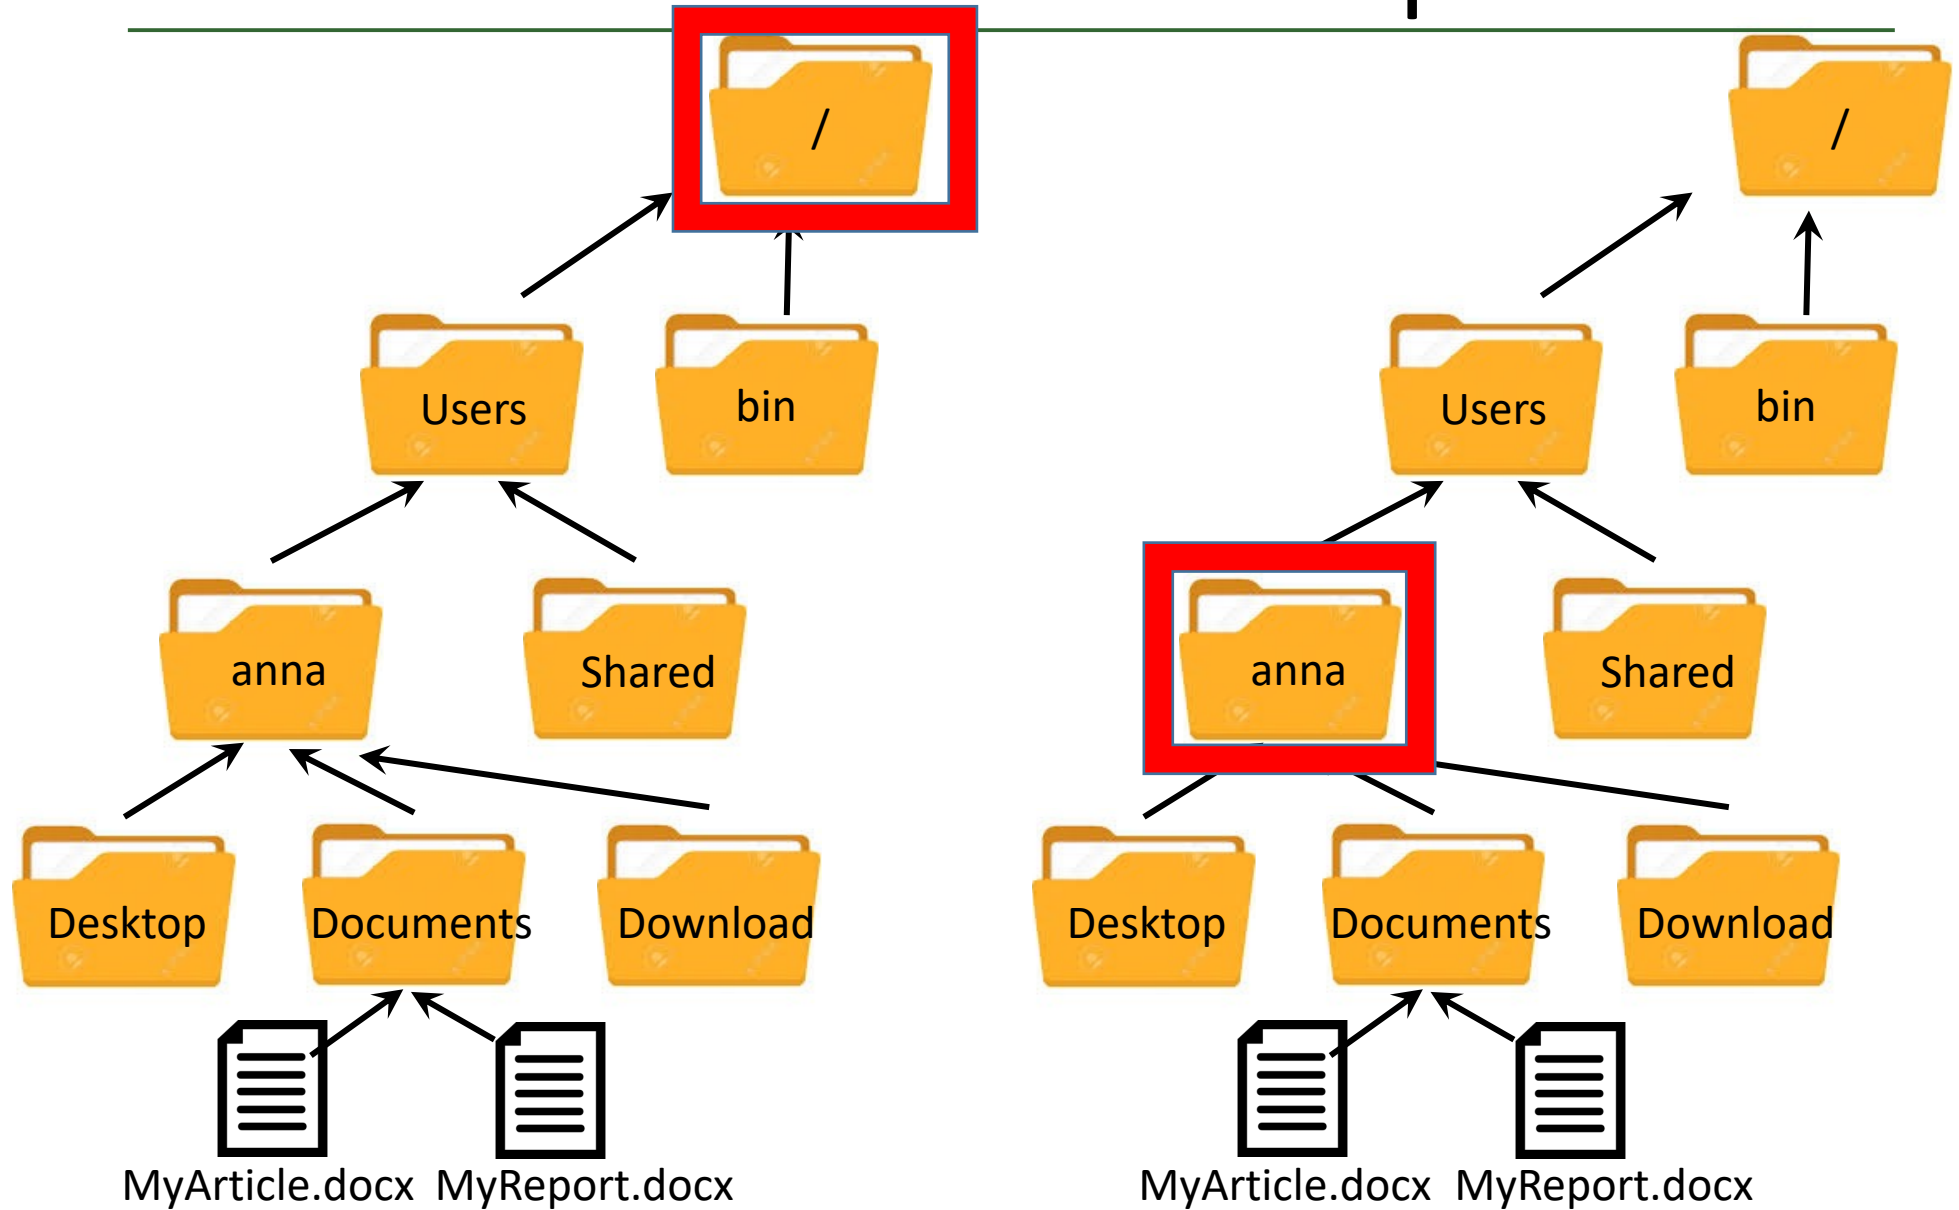 /
/
Users
bin
Users
bin
anna
Shared
anna
Shared
Desktop
Documents
Download
Desktop
Documents
Download
MyArticle.docx
MyReport.docx
MyArticle.docx
MyReport.docx